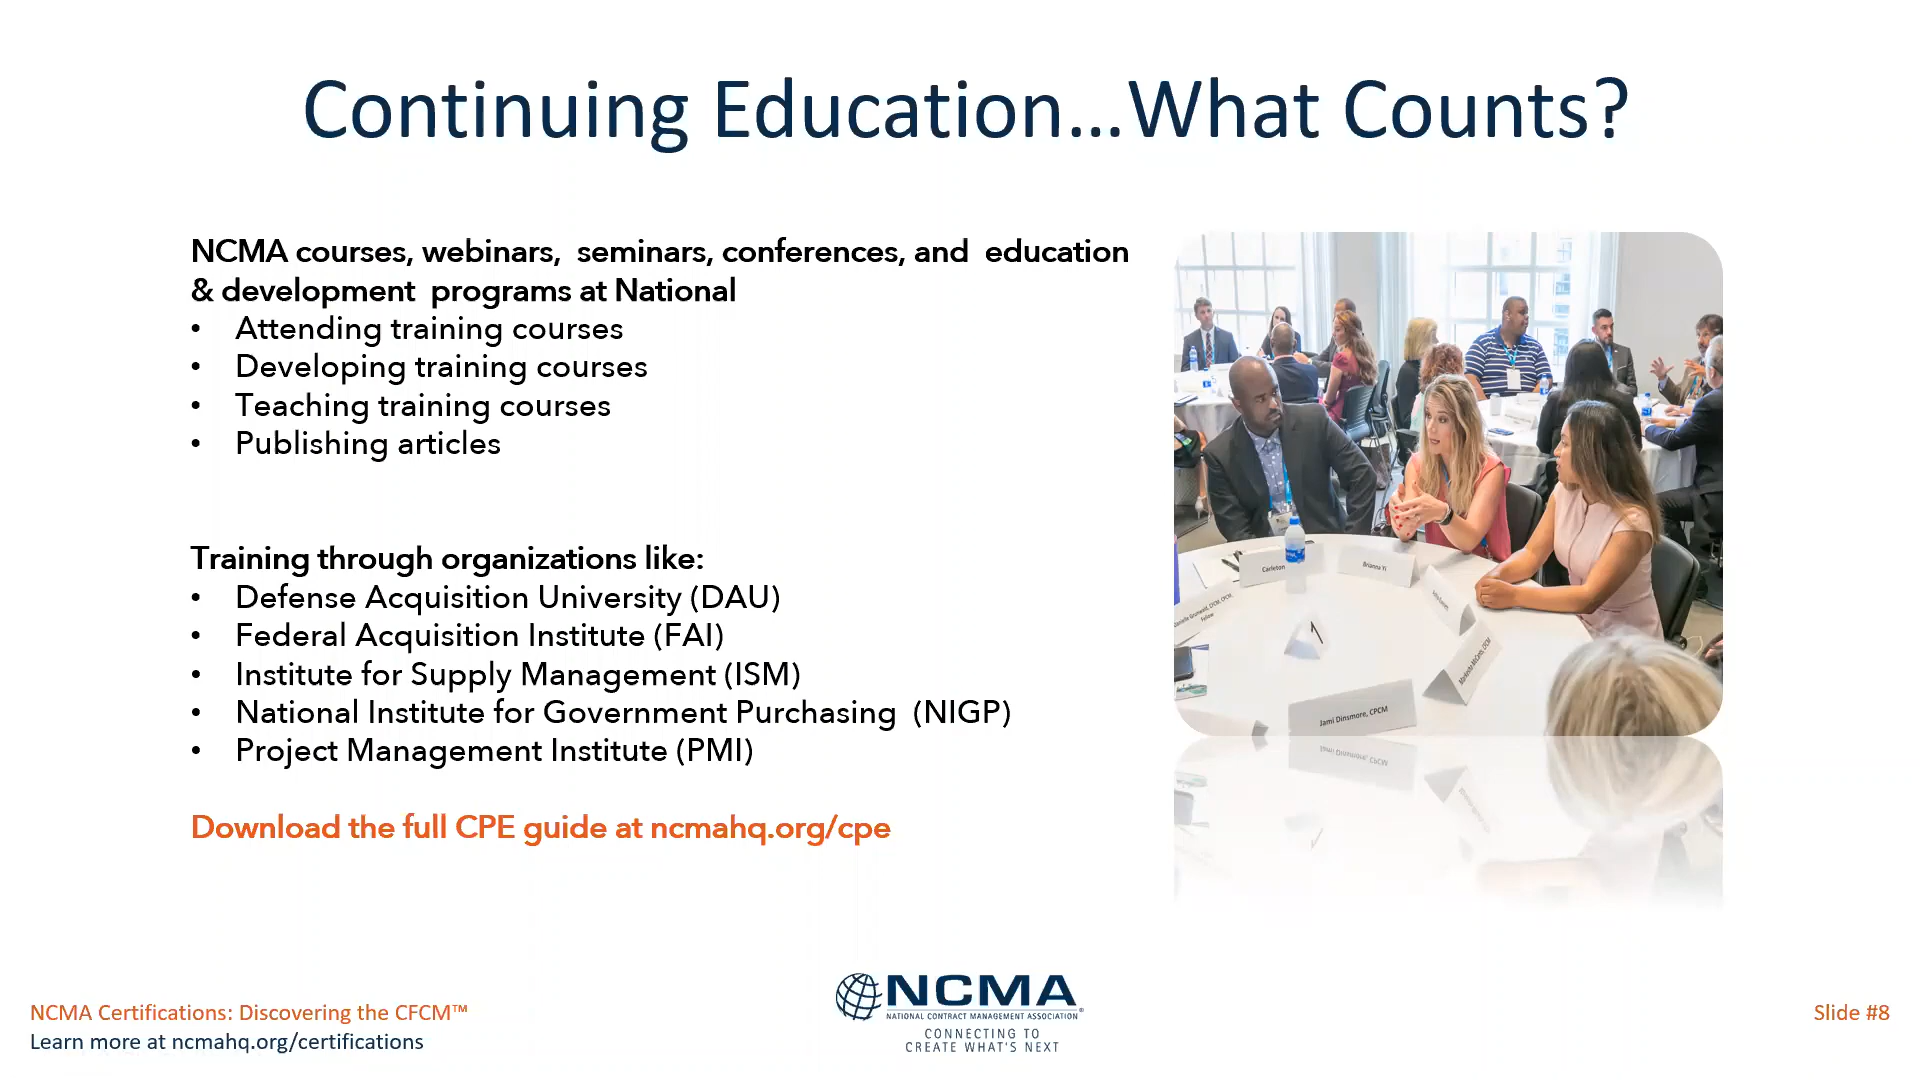 Continuing Education...What Counts?
NCMA courses, webinars, seminars, conferences, and education
& development programs at National
• Attending training courses
• Developing training courses
• Teaching training courses
• Publishing articles
Training through organizations like:
• Defense Acquisition University (DAU)
• Federal Acquisition Institute (FAI)
• Institute for Supply Management (ISM)
• National Institute for Government Purchasing (NIGP)
• Project Management Institute (PMI)
Download the full CPE guide at ncmahq.org/cpe
Carleton
Brianna Yi
Fellow
1
Jami Dinsmore, CPCM
NCMA Certifications: Discovering the CFCM™
Learn more at ncmahq.org/certifications
NCMA®
NATIONAL CONTRACT MANAGEMENT ASSOCIATION
CONNECTING TO
CREATE WHAT'S NEXT
Slide #8